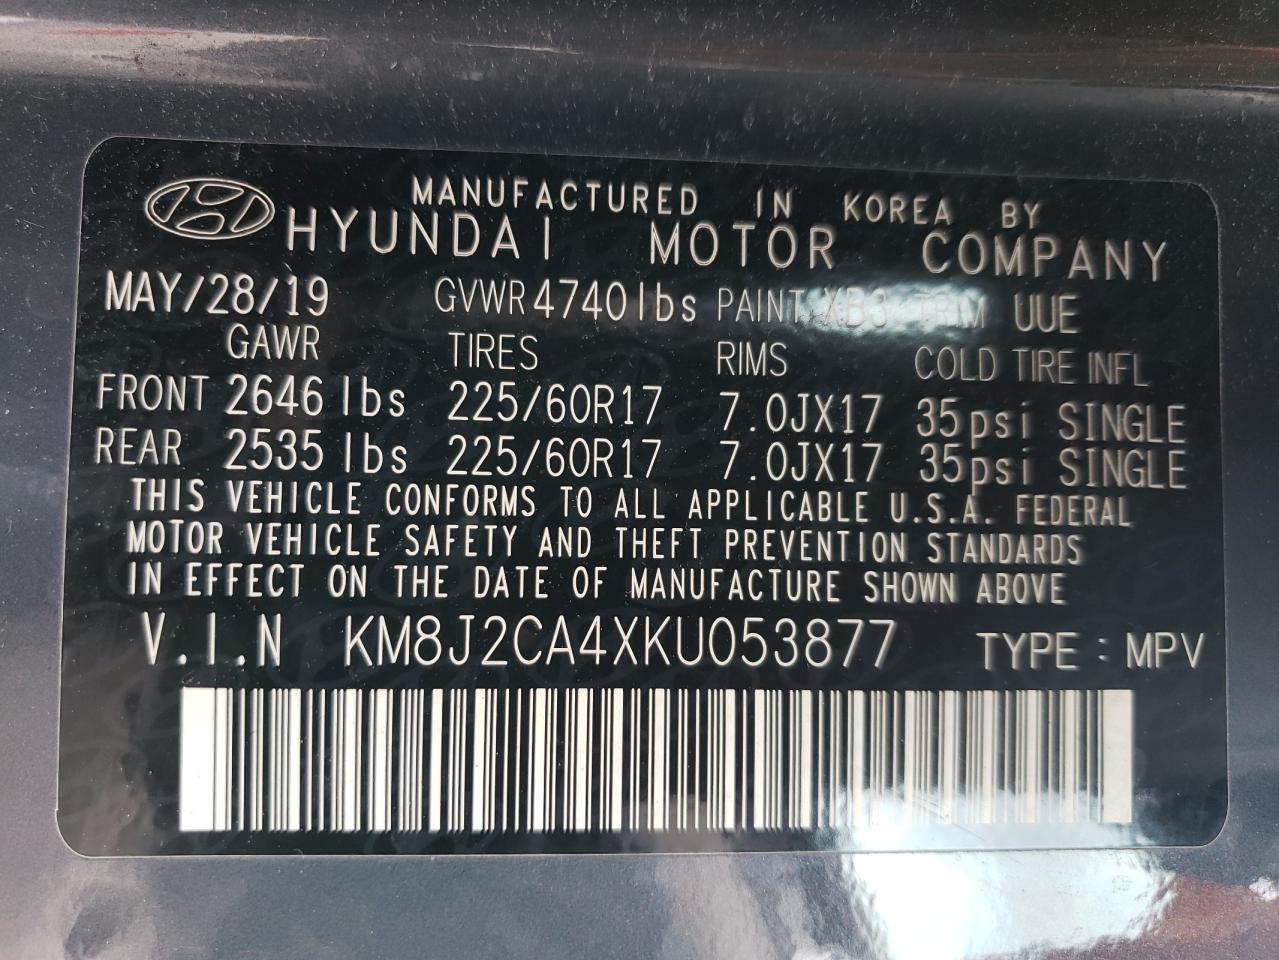 MANUFACTURED IN KOREA BY
HYUNDAI MOTOR COMPANY
MAY/28/19 GVWR 4740lbs PAINT XB3 TRIM UUE
GAWR TIRES RIMS COLD TIRE INFL
FRONT 2646 lbs 225/60R17 7.0JX17 35psi SINGLE
REAR 2535 lbs 225/60R17 7.0JX17 35psi SINGLE
THIS VEHICLE CONFORMS TO ALL APPLICABLE U.S.A. FEDERAL
MOTOR VEHICLE SAFETY AND THEFT PREVENTION STANDARDS
IN EFFECT ON THE DATE OF MANUFACTURE SHOWN ABOVE
V.I.N KM8J2CA4XKU053877 TYPE : MPV